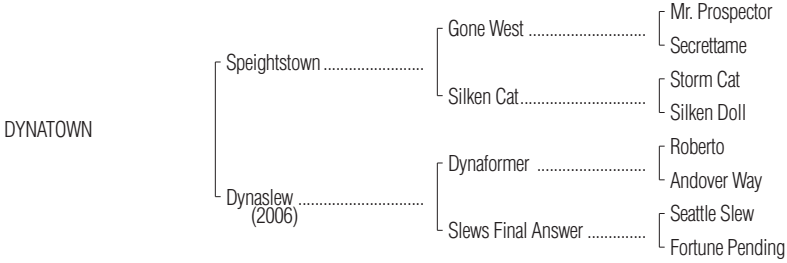 Mr. Prospector
Gone West ............................
Secrettame
Speightstown ........................
Storm Cat
Silken Cat..............................
Silken Doll
DYNATOWN
Roberto
Dynaformer ..........................
Andover Way
Dynaslew .............................
(2006)
Seattle Slew
Slews Final Answer ..............
Fortune Pending